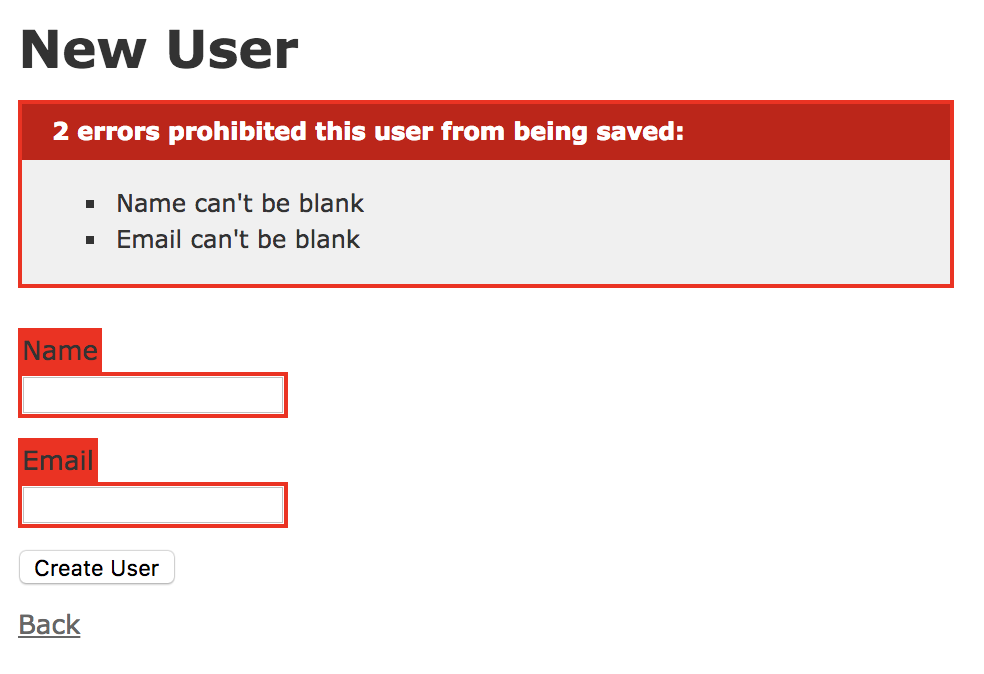 New User
2 errors prohibited this user from being saved:
Name can't be blank
Email can't be blank
Name
Email
Create User
Back